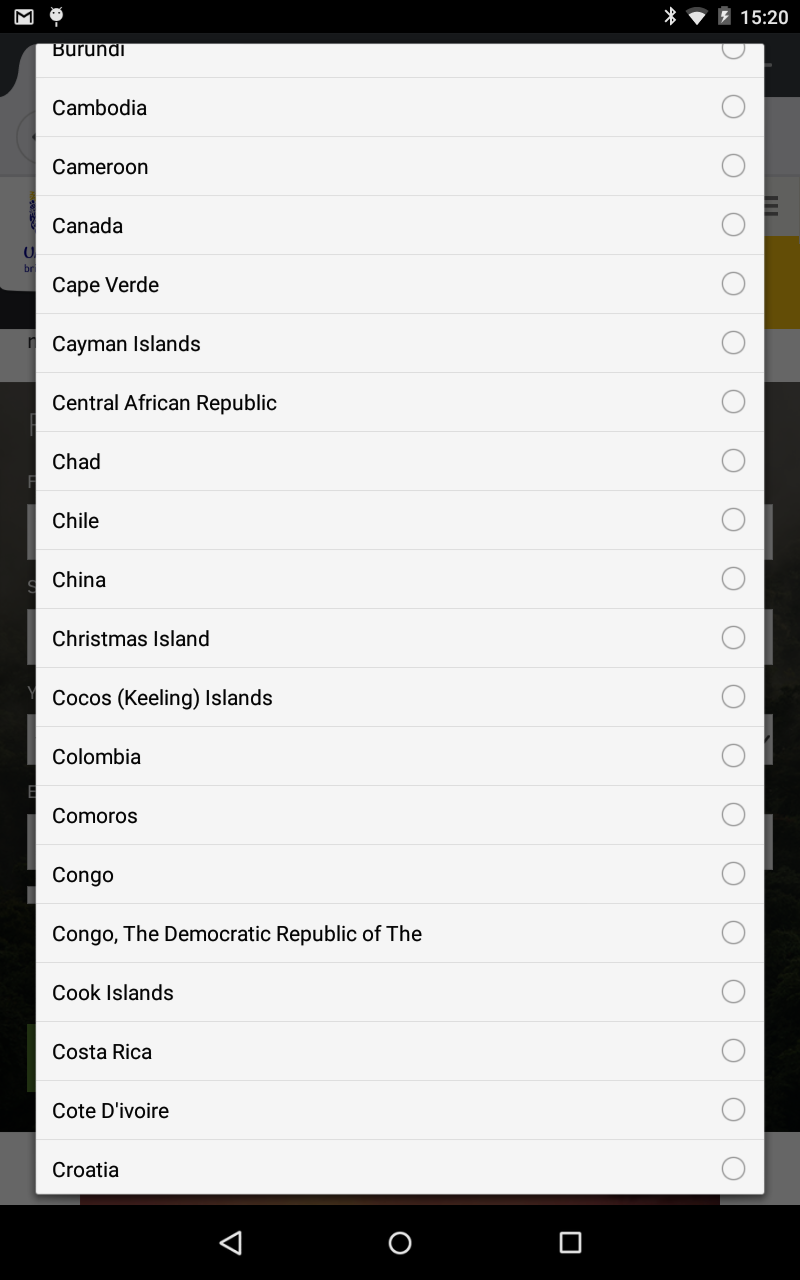 15:20
Burundi
Cambodia
Cameroon
Canada
Cape Verde
Cayman Islands
Central African Republic
Chad
Chile
China
Christmas Island
Cocos (Keeling) Islands
Colombia
Comoros
Congo
Congo, The Democratic Republic of The
Cook Islands
Costa Rica
Cote D'ivoire
Croatia